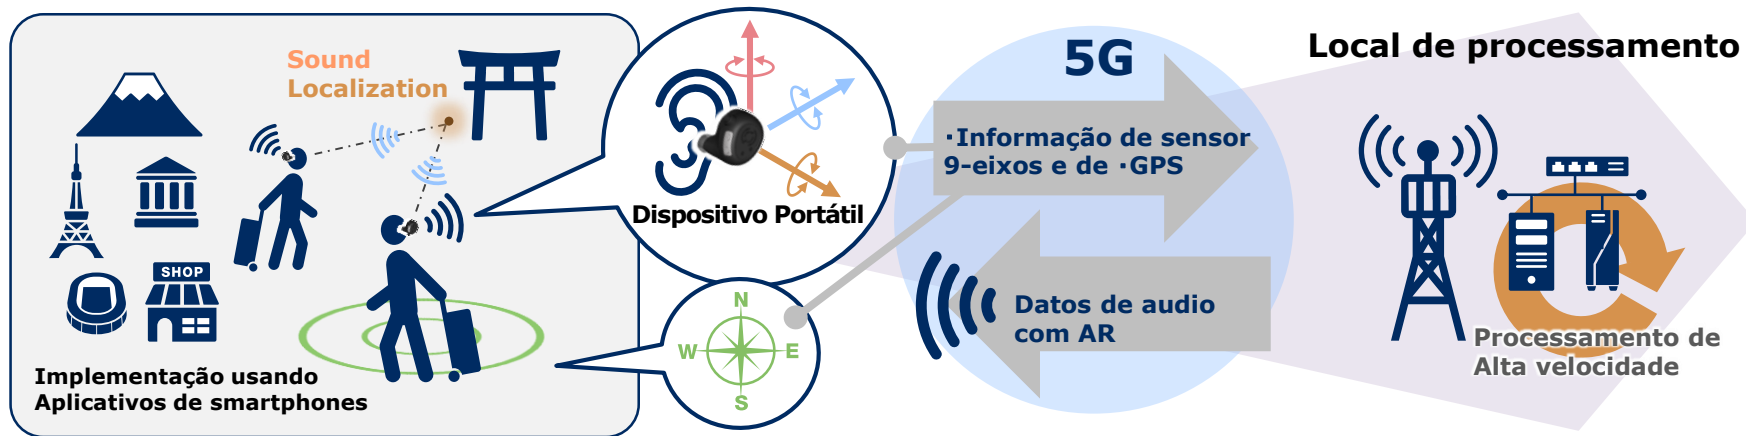 Sound
Localization
SHOP
Implementação usando
Aplicativos de smartphones
Dispositivo Portátil
N
W
E
S
5G
·Informação de sensor
9-eixos e de ·GPS
Datos de audio
com AR
Local de processamento
Processamento de
Alta velocidade